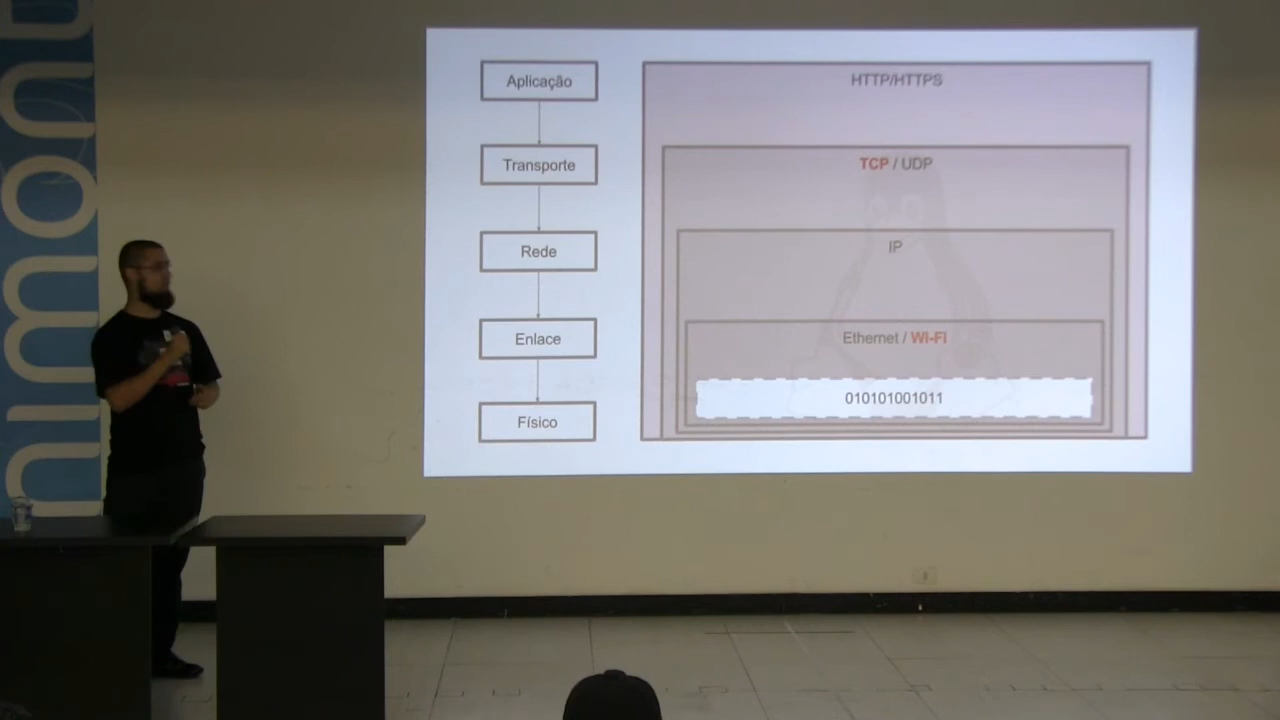 Aplicação
Transporte
Rede
Enlace
Físico
HTTP/HTTPS
TCP / UDP
IP
Ethernet / WI-FI
010101001011